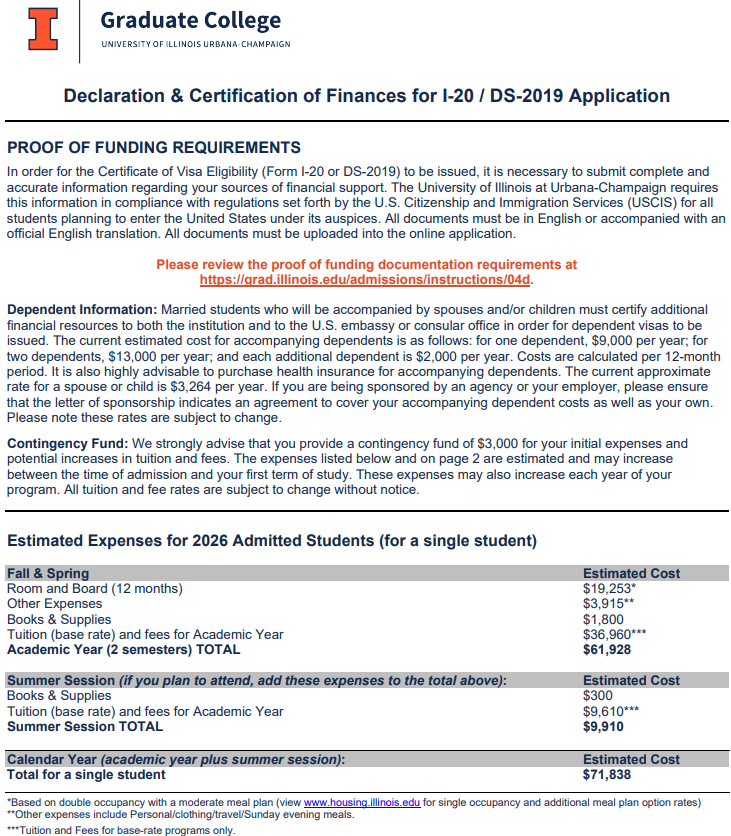 I
Graduate College
UNIVERSITY OF ILLINOIS URBANA-CHAMPAIGN
Declaration & Certification of Finances for I-20 / DS-2019 Application
PROOF OF FUNDING REQUIREMENTS
In order for the Certificate of Visa Eligibility (Form I-20 or DS-2019) to be issued, it is necessary to submit complete and
accurate information regarding your sources of financial support. The University of Illinois at Urbana-Champaign requires
this information in compliance with regulations set forth by the U.S. Citizenship and Immigration Services (USCIS) for all
students planning to enter the United States under its auspices. All documents must be in English or accompanied with an
official English translation. All documents must be uploaded into the online application.
Please review the proof of funding documentation requirements at
https://grad.illinois.edu/admissions/instructions/04d.
Dependent Information: Married students who will be accompanied by spouses and/or children must certify additional
financial resources to both the institution and to the U.S. embassy or consular office in order for dependent visas to be
issued. The current estimated cost for accompanying dependents is as follows: for one dependent, $9,000 per year; for
two dependents, $13,000 per year; and each additional dependent is $2,000 per year. Costs are calculated per 12-month
period. It is also highly advisable to purchase health insurance for accompanying dependents. The current approximate
rate for a spouse or child is $3,264 per year. If you are being sponsored by an agency or your employer, please ensure
that the letter of sponsorship indicates an agreement to cover your accompanying dependent costs as well as your own.
Please note these rates are subject to change.
Contingency Fund: We strongly advise that you provide a contingency fund of $3,000 for your initial expenses and
potential increases in tuition and fees. The expenses listed below and on page 2 are estimated and may increase
between the time of admission and your first term of study. These expenses may also increase each year of your
program. All tuition and fee rates are subject to change without notice.
Estimated Expenses for 2026 Admitted Students (for a single student)
Fall & Spring Estimated Cost
Room and Board (12 months) $19,253*
Other Expenses $3,915**
Books & Supplies $1,800
Tuition (base rate) and fees for Academic Year $36,960***
Academic Year (2 semesters) TOTAL $61,928
Summer Session (if you plan to attend, add these expenses to the total above): Estimated Cost
Books & Supplies $300
Tuition (base rate) and fees for Academic Year $9,610***
Summer Session TOTAL $9,910
Calendar Year (academic year plus summer session): Estimated Cost
Total for a single student $71,838
*Based on double occupancy with a moderate meal plan (view www.housing.illinois.edu for single occupancy and additional meal plan option rates)
**Other expenses include Personal/clothing/travel/Sunday evening meals.
***Tuition and Fees for base-rate programs only.